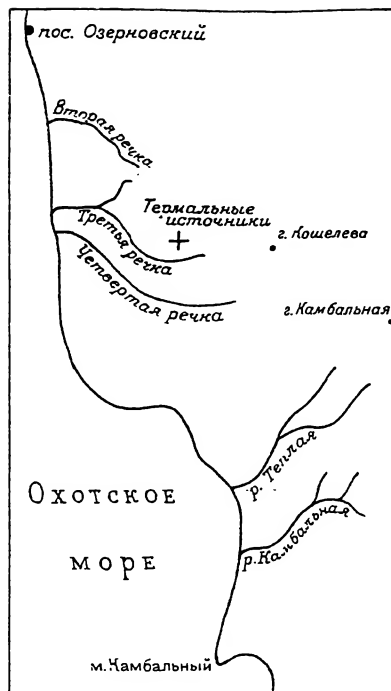 пос. Озерновский
Вторая речка
Термальные
источники
Третья речка
г. Кошелева
Четвертая речка
г. Камбальная
р. Теплая
Охотское
море
р. Камбальная
м. Камбальный